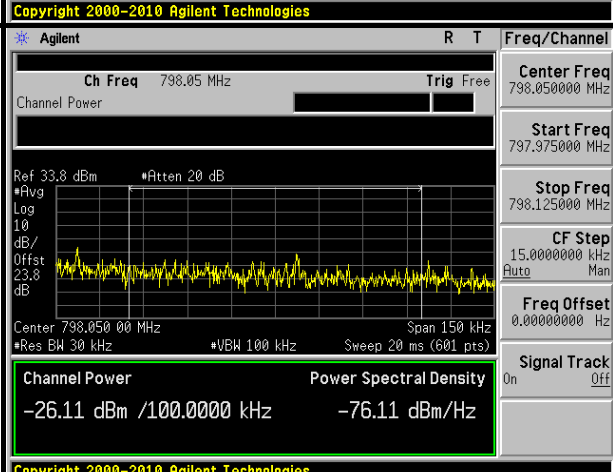 Copyright 2000-2010 Agilent Technologies
Agilent R T Freq/Channel
Ch Freq 798.05 MHz Trig Free
Channel Power
Center Freq
798.050000 MHz
Start Freq
797.975000 MHz
Stop Freq
798.125000 MHz
CF Step
15.0000000 kHz
Auto Man
Freq Offset
0.00000000 Hz
Signal Track
On Off
Ref 33.8 dBm #Atten 20 dB
#Avg
Log
10
dB/
Offst
23.8
dB
Center 798.050 00 MHz Span 150 kHz
#Res BW 30 kHz #VBW 100 kHz Sweep 20 ms (601 pts)
Channel Power Power Spectral Density
-26.11 dBm /100.0000 kHz -76.11 dBm/Hz
Copyright 2000-2010 Agilent Technologies